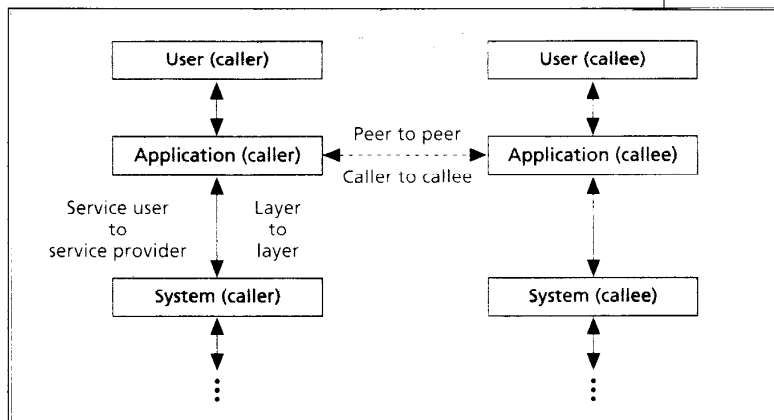 User (caller)
User (callee)
Peer to peer
Application (caller)
Application (callee)
Caller to callee
Service user
to
service provider
Layer
to
layer
System (caller)
System (callee)